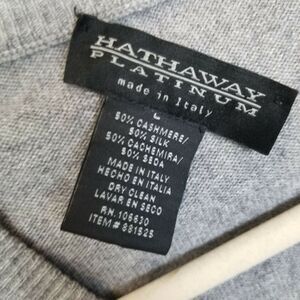 HATHAWAY
PLATINUM
made in Italy
L
50% CASHMERE/
50% SILK
50% CACHEMIRA/
50% SEDA
MADE IN ITALY
HECHO EN ITALIA
DRY CLEAN
LAVAR EN SECO
RN. 106630
ITEM# 881525